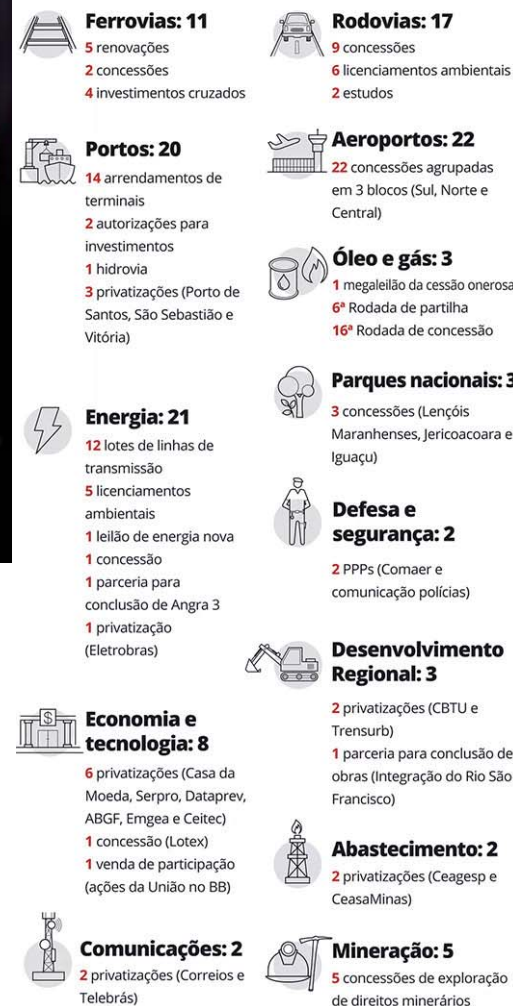 Ferrovias: 11
5 renovações
2 concessões
4 investimentos cruzados
Rodovias: 17
9 concessões
6 licenciamentos ambientais
2 estudos
Portos: 20
14 arrendamentos de
terminais
2 autorizações para
investimentos
1 hidrovia
3 privatizações (Porto de
Santos, São Sebastião e
Vitória)
Aeroportos: 22
22 concessões agrupadas
em 3 blocos (Sul, Norte e
Central)
Óleo e gás: 3
1 megaleilão da cessão onerosa
6ª Rodada de partilha
16ª Rodada de concessão
Energia: 21
12 lotes de linhas de
transmissão
5 licenciamentos
ambientais
1 leilão de energia nova
1 concessão
1 parceria para
conclusão de Angra 3
1 privatização
(Eletrobras)
Parques nacionais: 3
3 concessões (Lençóis
Maranhenses, Jericoacoara e
Iguaçu)
Defesa e
segurança: 2
2 PPPs (Comaer e
comunicação polícias)
Economia e
tecnologia: 8
6 privatizações (Casa da
Moeda, Serpro, Dataprev,
ABGF, Emgea e Ceitec)
1 concessão (Lotex)
1 venda de participação
(ações da União no BB)
Desenvolvimento
Regional: 3
2 privatizações (CBTU e
Trensurb)
1 parceria para conclusão de
obras (Integração do Rio São
Francisco)
Abastecimento: 2
2 privatizações (Ceagesp e
CeasaMinas)
Comunicações: 2
2 privatizações (Correios e
Telebrás)
Mineração: 5
5 concessões de exploração
de direitos minerários